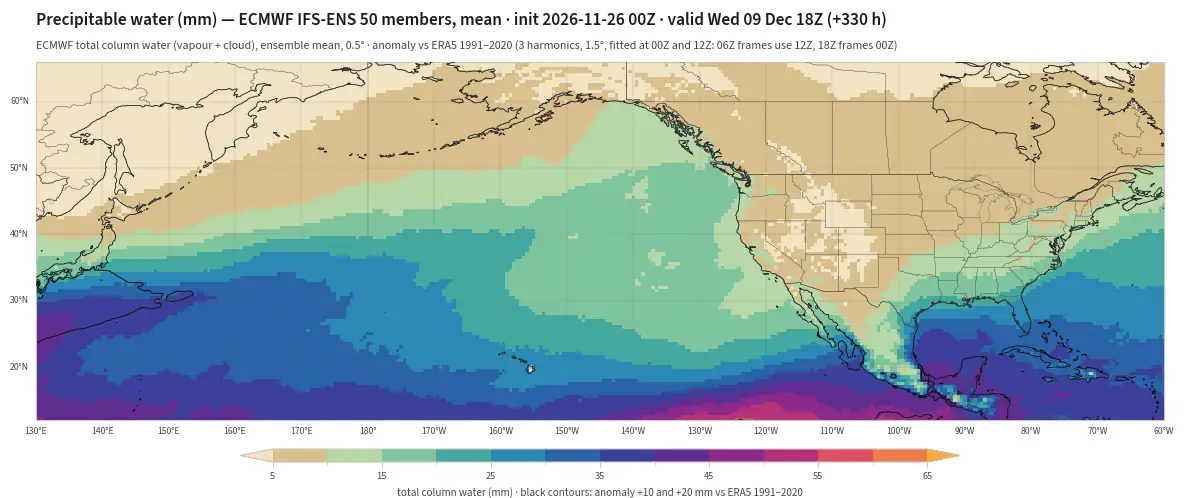 Precipitable water (mm) — ECMWF IFS-ENS 50 members, mean · init 2026-11-26 00Z · valid Wed 09 Dec 18Z (+330 h)
ECMWF total column water (vapour + cloud), ensemble mean, 0.5° · anomaly vs ERA5 1991–2020 (3 harmonics, 1.5°, fitted at 00Z and 12Z: 06Z frames use 12Z, 18Z frames 00Z)
60°N
50°N
40°N
30°N
20°N
130°E 140°E 150°E 160°E 170°E 180° 170°W 160°W 150°W 140°W 130°W 120°W 110°W 100°W 90°W 80°W 70°W 60°W
5 15 25 35 45 55 65
total column water (mm) · black contours: anomaly +10 and +20 mm vs ERA5 1991–2020